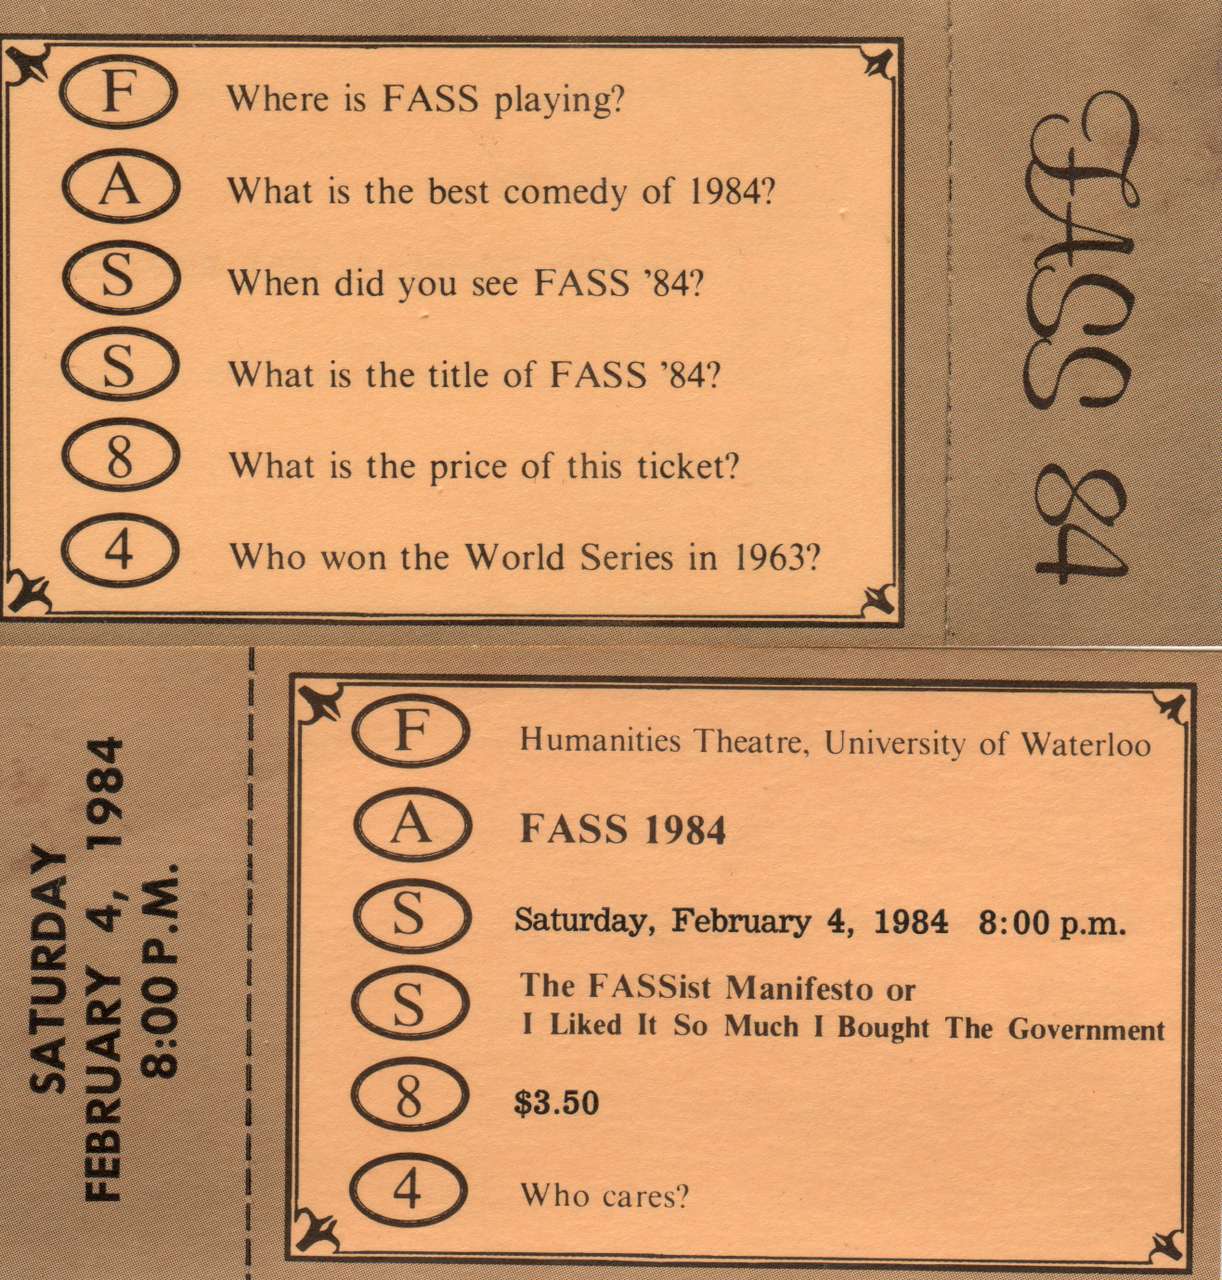 F Where is FASS playing?
A What is the best comedy of 1984?
S When did you see FASS '84?
S What is the title of FASS '84?
8 What is the price of this ticket?
4 Who won the World Series in 1963?
FASS 84
SATURDAY
FEBRUARY 4, 1984
8:00 P.M.
F Humanities Theatre, University of Waterloo
A FASS 1984
S Saturday, February 4, 1984 8:00 p.m.
S The FASSist Manifesto or
I Liked It So Much I Bought The Government
8 $3.50
4 Who cares?